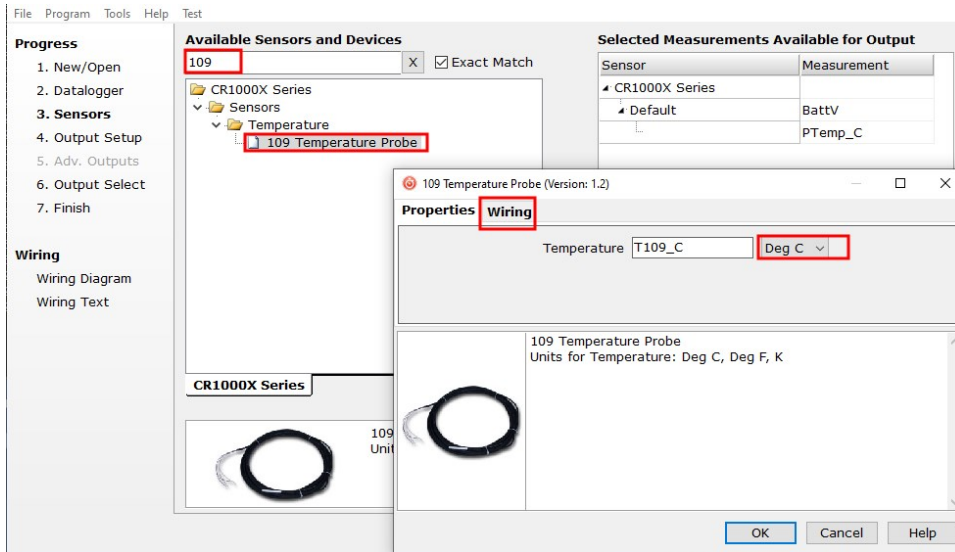 File Program Tools Help Test
Progress
1. New/Open
2. Datalogger
3. Sensors
4. Output Setup
5. Adv. Outputs
6. Output Select
7. Finish
Wiring
Wiring Diagram
Wiring Text
Available Sensors and Devices
109 X Exact Match
CR1000X Series
Sensors
Temperature
109 Temperature Probe
CR1000X Series
109
Unit
Selected Measurements Available for Output
Sensor Measurement
CR1000X Series
Default BattV
PTemp_C
109 Temperature Probe (Version: 1.2)
Properties Wiring
Temperature T109_C Deg C
109 Temperature Probe
Units for Temperature: Deg C, Deg F, K
OK Cancel Help